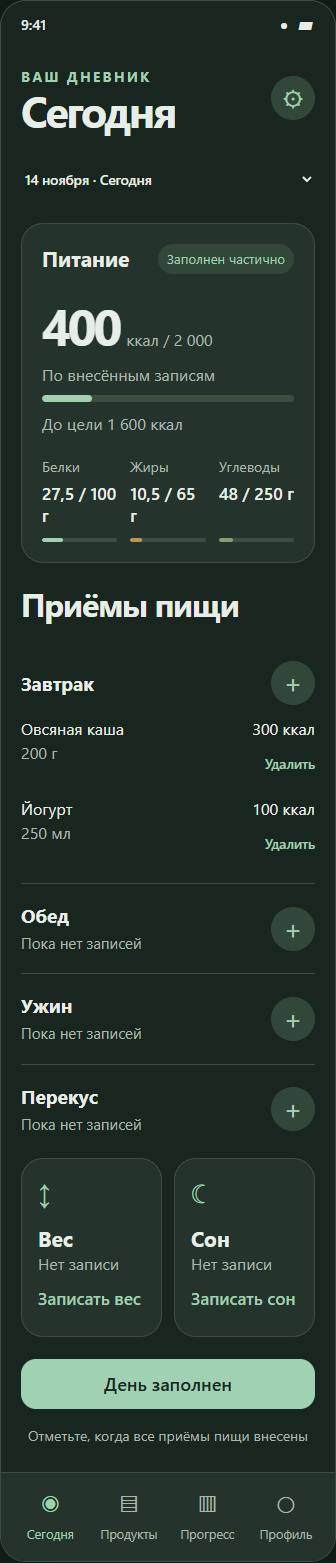 9:41
ВАШ ДНЕВНИК
Сегодня
14 ноября · Сегодня
Питание
Заполнен частично
400 ккал / 2 000
По внесённым записям
До цели 1 600 ккал
Белки Жиры Углеводы
27,5 / 100 г 10,5 / 65 г 48 / 250 г
Приёмы пищи
Завтрак +
Овсяная каша 300 ккал
200 г Удалить
Йогурт 100 ккал
250 мл Удалить
Обед +
Пока нет записей
Ужин +
Пока нет записей
Перекус +
Пока нет записей
Вес
Нет записи
Записать вес
Сон
Нет записи
Записать сон
День заполнен
Отметьте, когда все приёмы пищи внесены
Сегодня Продукты Прогресс Профиль